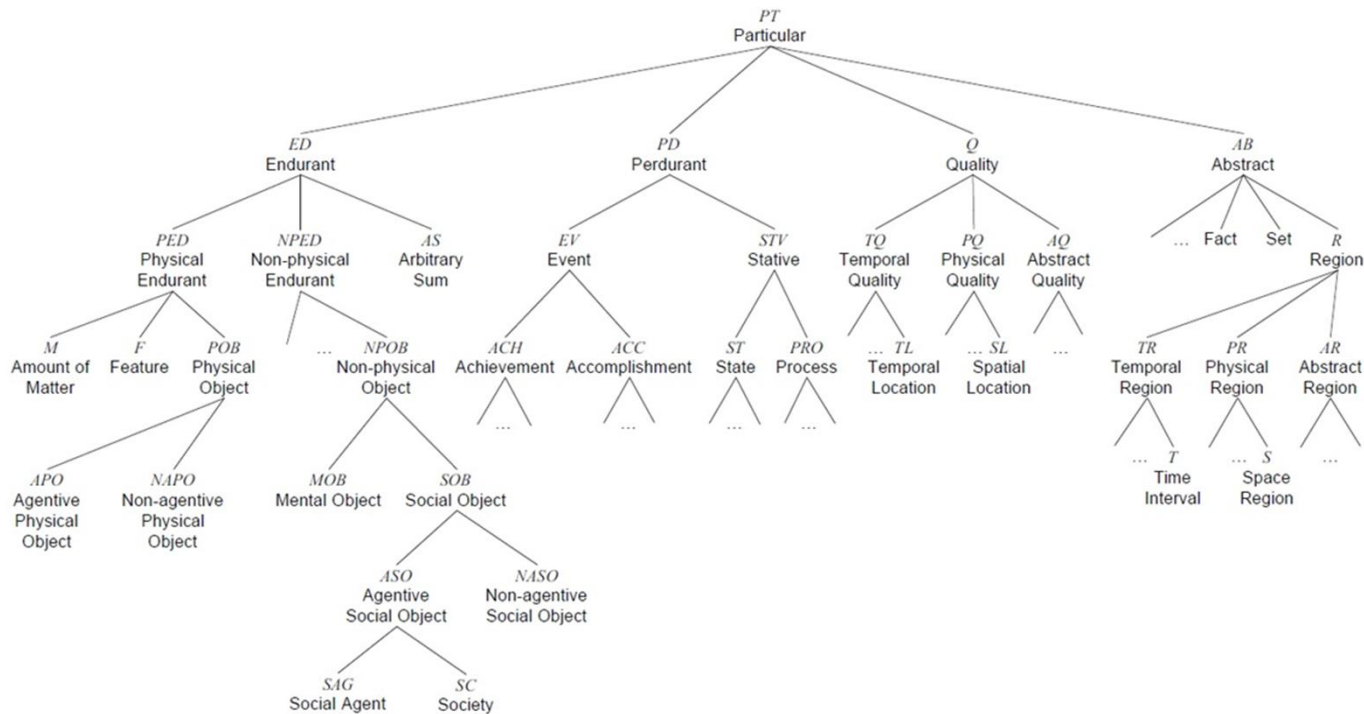 PT
Particular
ED
Endurant
PD
Perdurant
Q
Quality
AB
Abstract
PED
Physical
Endurant
NPED
Non-physical
Endurant
AS
Arbitrary
Sum
EV
Event
STV
Stative
TQ
Temporal
Quality
PQ
Physical
Quality
AQ
Abstract
Quality
...
Fact
Set
R
Region
M
Amount of
Matter
F
Feature
POB
Physical
Object
...
NPOB
Non-physical
Object
ACH
Achievement
...
ACC
Accomplishment
...
ST
State
...
PRO
Process
...
... TL
Temporal
Location
... SL
Spatial
Location
...
TR
Temporal
Region
PR
Physical
Region
AR
Abstract
Region
... T
Time
Interval
... S
Space
Region
...
APO
Agentive
Physical
Object
NAPO
Non-agentive
Physical
Object
MOB
Mental Object
SOB
Social Object
ASO
Agentive
Social Object
NASO
Non-agentive
Social Object
SAG
Social Agent
SC
Society